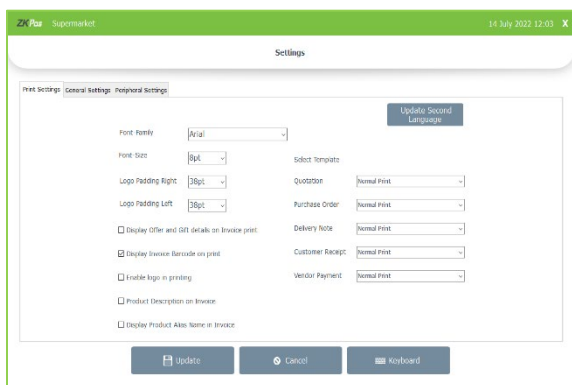 ZKPos Supermarket 14 July 2022 12:03 X
Settings
Print Settings General Settings Peripheral Settings
Update Second
Language
Font Family Arial
Font Size 8pt Select Template
Logo Padding Right 38pt Quotation Normal Print
Logo Padding Left 38pt Purchase Order Normal Print
Display Offer and Gift details on Invoice print Delivery Note Normal Print
Display Invoice Barcode on print Customer Receipt Normal Print
Enable logo in printing Vendor Payment Normal Print
Product Description on Invoice
Display Product Alias Name in Invoice
Update Cancel Keyboard